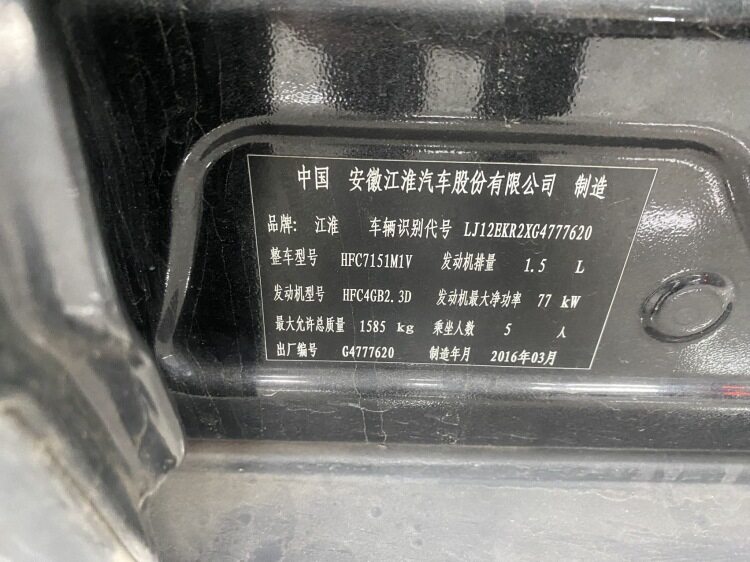 中国 安徽江淮汽车股份有限公司 制造
品牌: 江淮 车辆识别代号 LJ12EKR2XG4777620
整车型号 HFC7151M1V 发动机排量 1.5 L
发动机型号 HFC4GB2.3D 发动机最大净功率 77 kW
最大允许总质量 1585 kg 乘坐人数 5 人
出厂编号 G4777620 制造年月 2016年03月